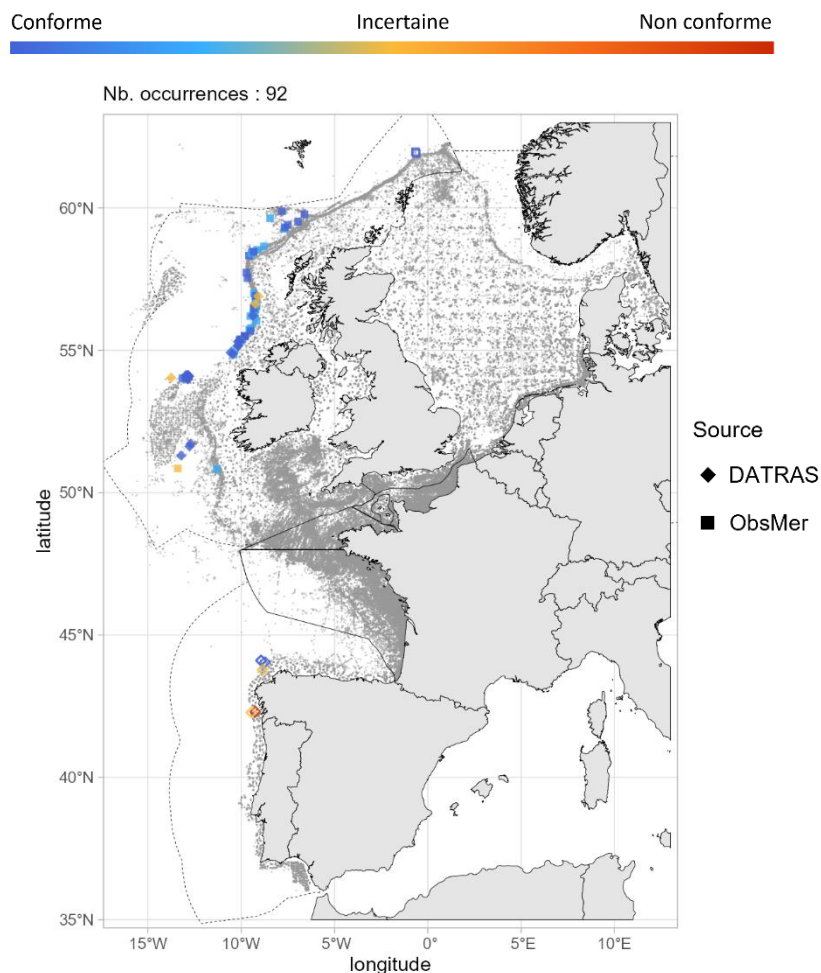 Conforme Incertaine Non conforme
Nb. occurrences : 92
60°N
55°N
50°N
45°N
40°N
35°N
latitude
15°W 10°W 5°W 0° 5°E 10°E
longitude
Source
DATRAS
ObsMer